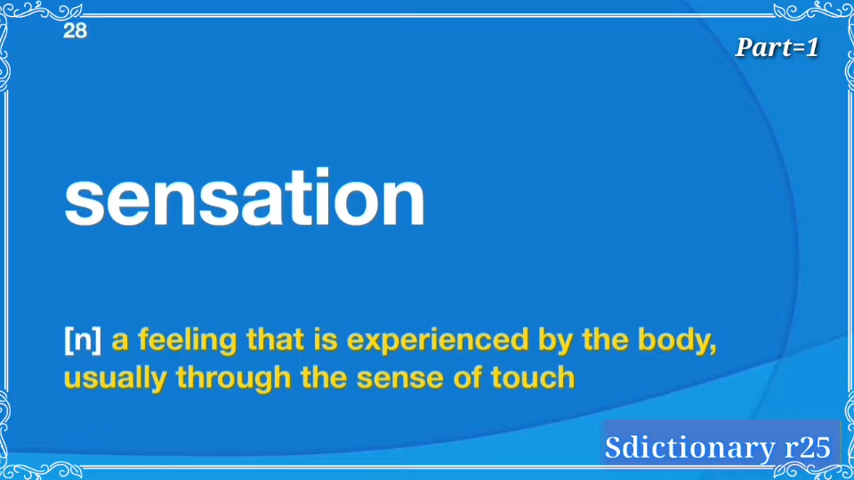 28
Part=1
sensation
[n] a feeling that is experienced by the body,
usually through the sense of touch
Sdictionary r25